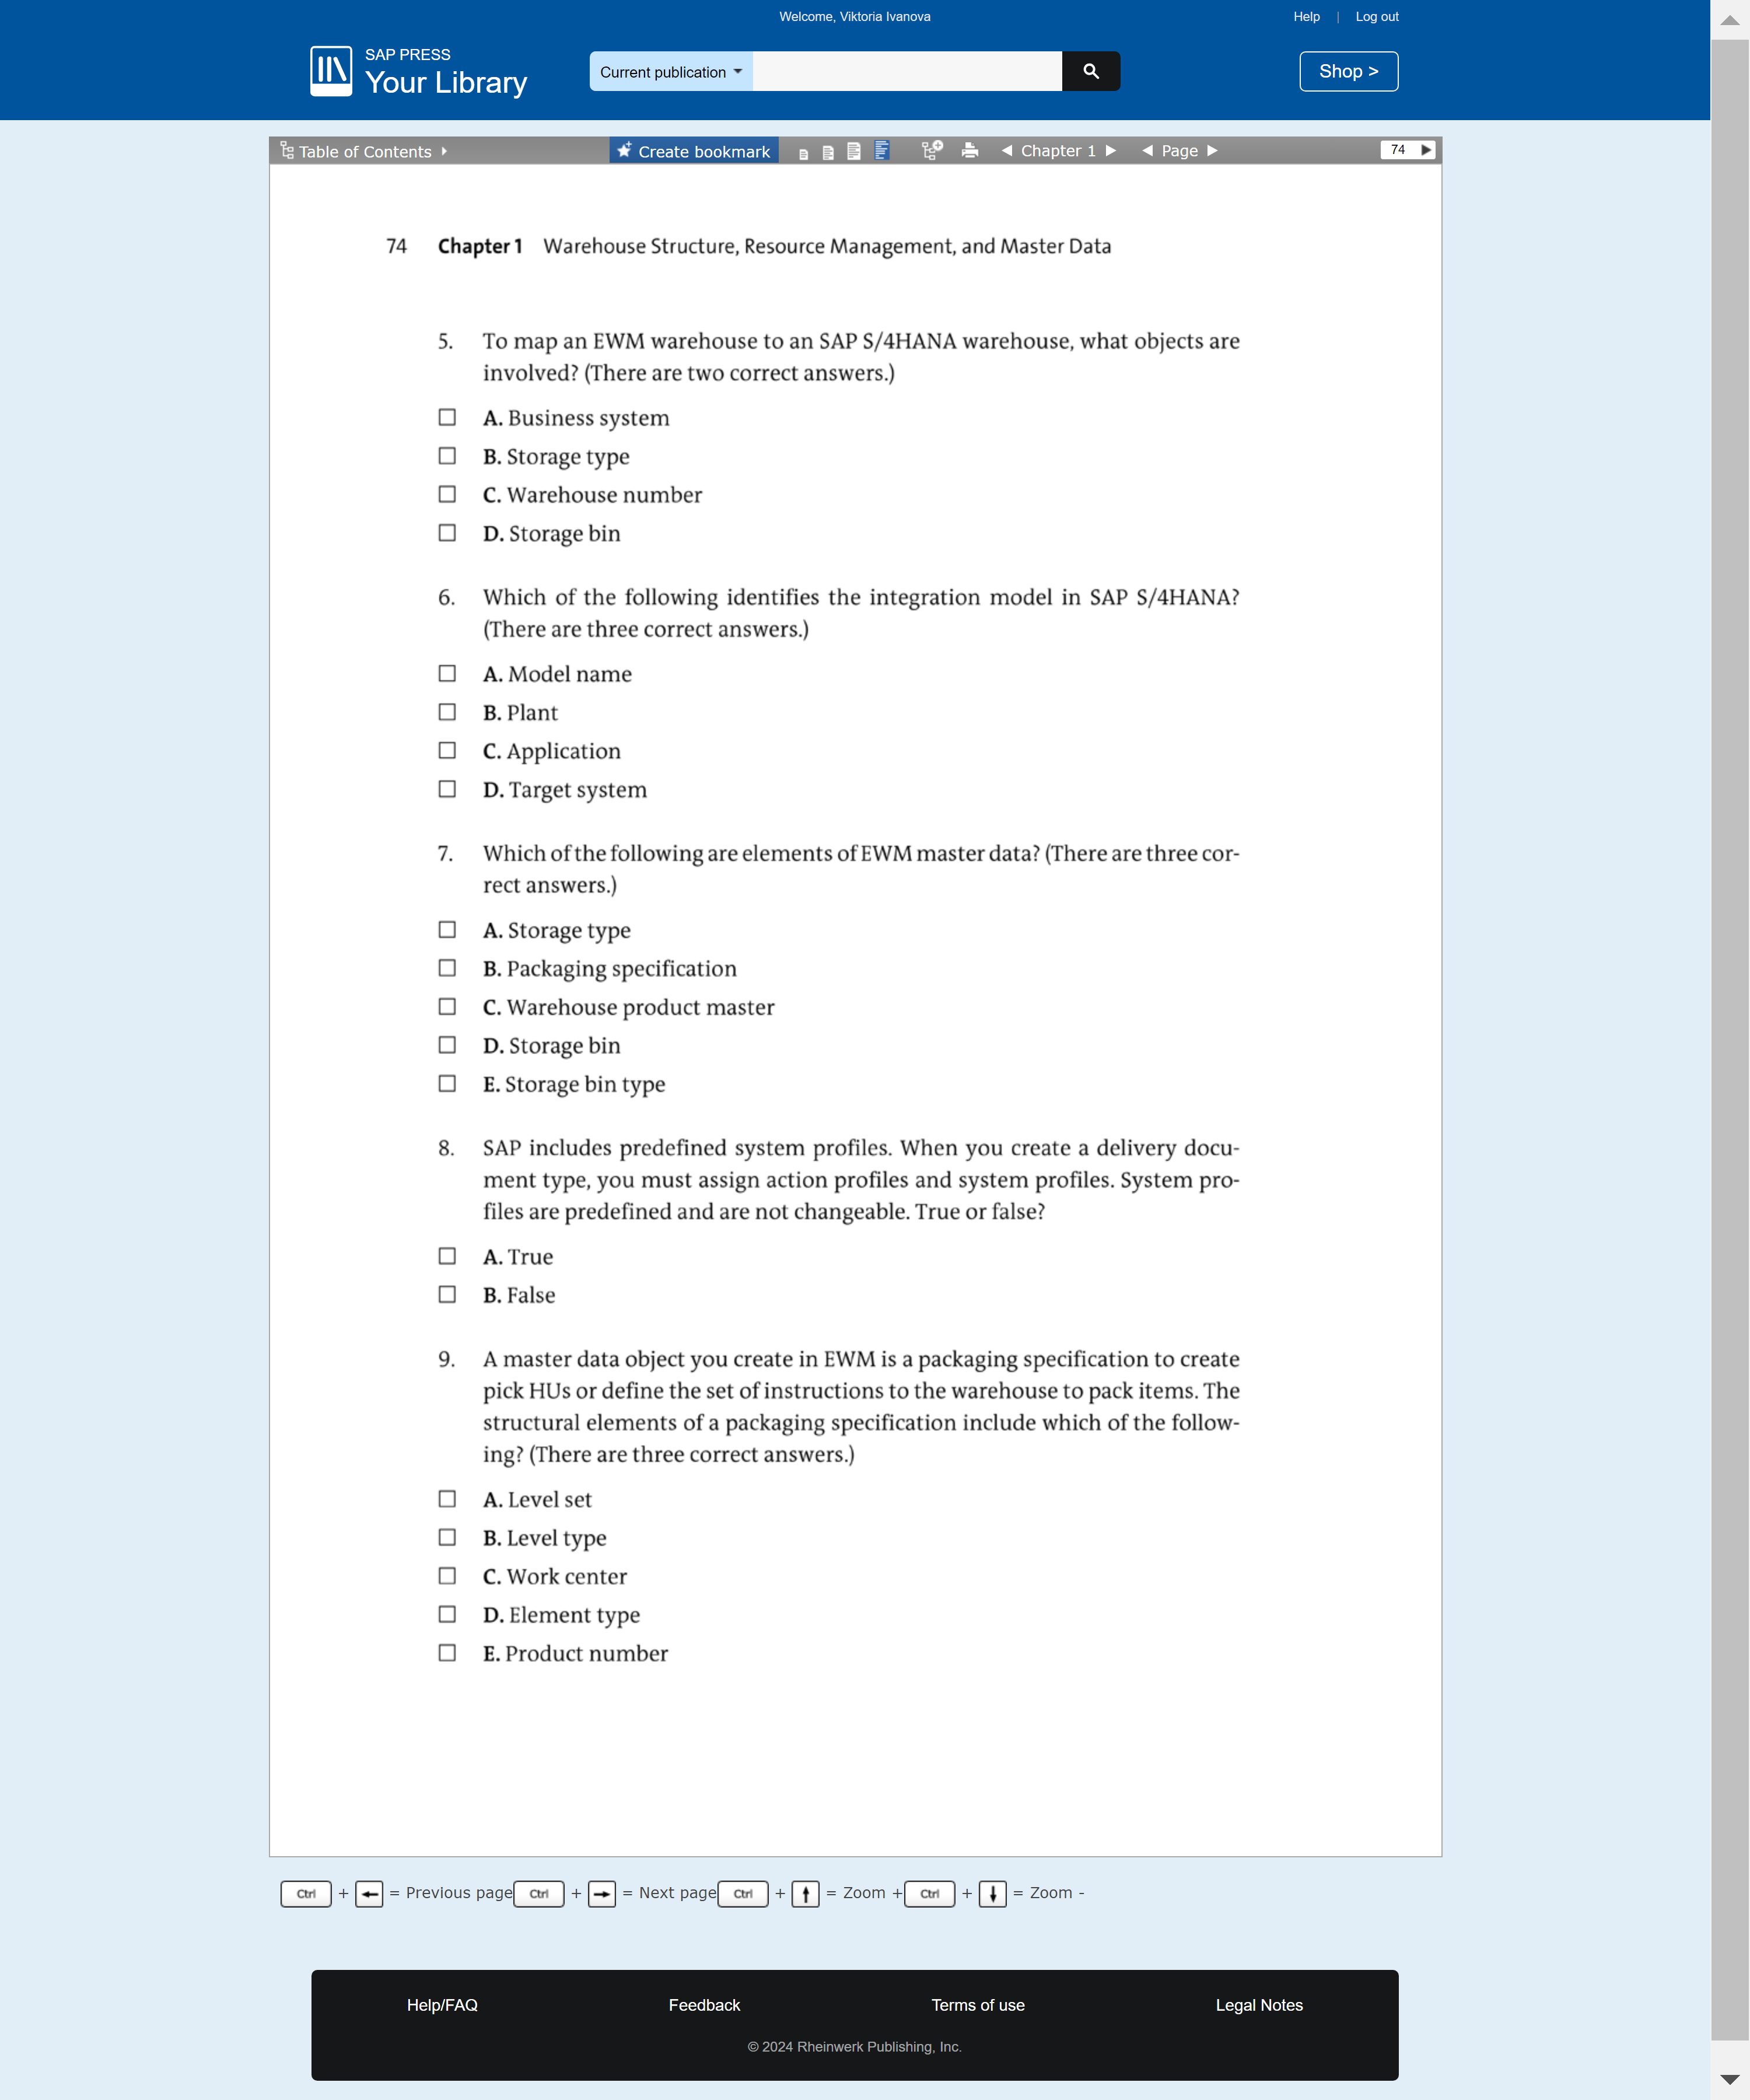 Welcome, Viktoria Ivanova
Help | Log out
SAP PRESS
Your Library
Current publication
Shop >
Table of Contents
Create bookmark
Chapter 1
Page
74
74 Chapter 1 Warehouse Structure, Resource Management, and Master Data
5. To map an EWM warehouse to an SAP S/4HANA warehouse, what objects are
involved? (There are two correct answers.)
A. Business system
B. Storage type
C. Warehouse number
D. Storage bin
6. Which of the following identifies the integration model in SAP S/4HANA?
(There are three correct answers.)
A. Model name
B. Plant
C. Application
D. Target system
7. Which of the following are elements of EWM master data? (There are three cor-
rect answers.)
A. Storage type
B. Packaging specification
C. Warehouse product master
D. Storage bin
E. Storage bin type
8. SAP includes predefined system profiles. When you create a delivery docu-
ment type, you must assign action profiles and system profiles. System pro-
files are predefined and are not changeable. True or false?
A. True
B. False
9. A master data object you create in EWM is a packaging specification to create
pick HUs or define the set of instructions to the warehouse to pack items. The
structural elements of a packaging specification include which of the follow-
ing? (There are three correct answers.)
A. Level set
B. Level type
C. Work center
D. Element type
E. Product number
Ctrl + ← = Previous page Ctrl + → = Next page Ctrl + ↑ = Zoom + Ctrl + ↓ = Zoom -
Help/FAQ
Feedback
Terms of use
Legal Notes
© 2024 Rheinwerk Publishing, Inc.